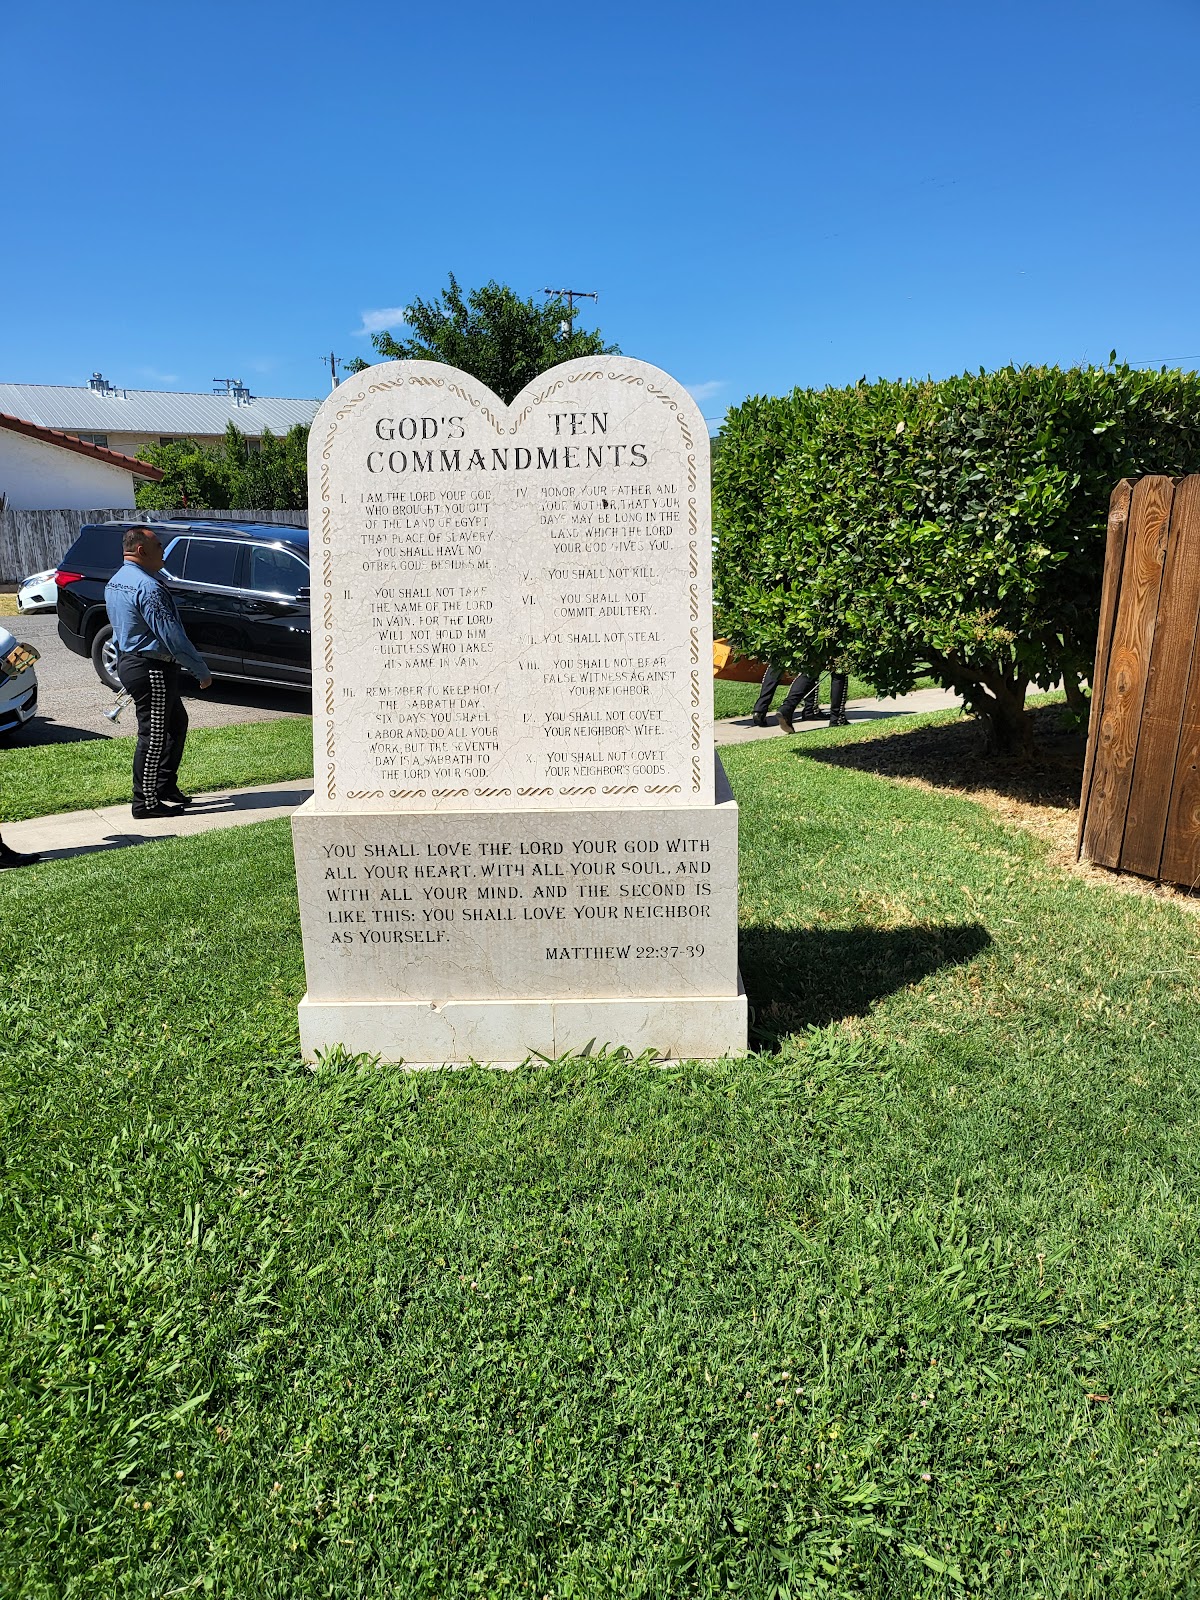 GOD'S TEN
COMMANDMENTS
I. I AM THE LORD YOUR GOD,
WHO BROUGHT YOU OUT
OF THE LAND OF EGYPT
THAT PLACE OF SLAVERY.
YOU SHALL HAVE NO
OTHER GODS BESIDES ME.
II. YOU SHALL NOT TAKE
THE NAME OF THE LORD
IN VAIN. FOR THE LORD
WILL NOT HOLD HIM
GUILTLESS WHO TAKES
HIS NAME IN VAIN
III. REMEMBER TO KEEP HOLY
THE SABBATH DAY.
SIX DAYS YOU SHALL
LABOR AND DO ALL YOUR
WORK, BUT THE SEVENTH
DAY IS A SABBATH TO
THE LORD YOUR GOD.
IV. HONOR YOUR FATHER AND
YOUR MOTHER, THAT YOUR
DAYS MAY BE LONG IN THE
LAND WHICH THE LORD
YOUR GOD GIVES YOU.
V. YOU SHALL NOT KILL.
VI. YOU SHALL NOT
COMMIT ADULTERY.
VII. YOU SHALL NOT STEAL.
VIII. YOU SHALL NOT BEAR
FALSE WITNESS AGAINST
YOUR NEIGHBOR
IX. YOU SHALL NOT COVET
YOUR NEIGHBOR'S WIFE.
X. YOU SHALL NOT COVET
YOUR NEIGHBOR'S GOODS.
YOU SHALL LOVE THE LORD YOUR GOD WITH
ALL YOUR HEART, WITH ALL YOUR SOUL, AND
WITH ALL YOUR MIND. AND THE SECOND IS
LIKE THIS: YOU SHALL LOVE YOUR NEIGHBOR
AS YOURSELF.
MATTHEW 22:37-39